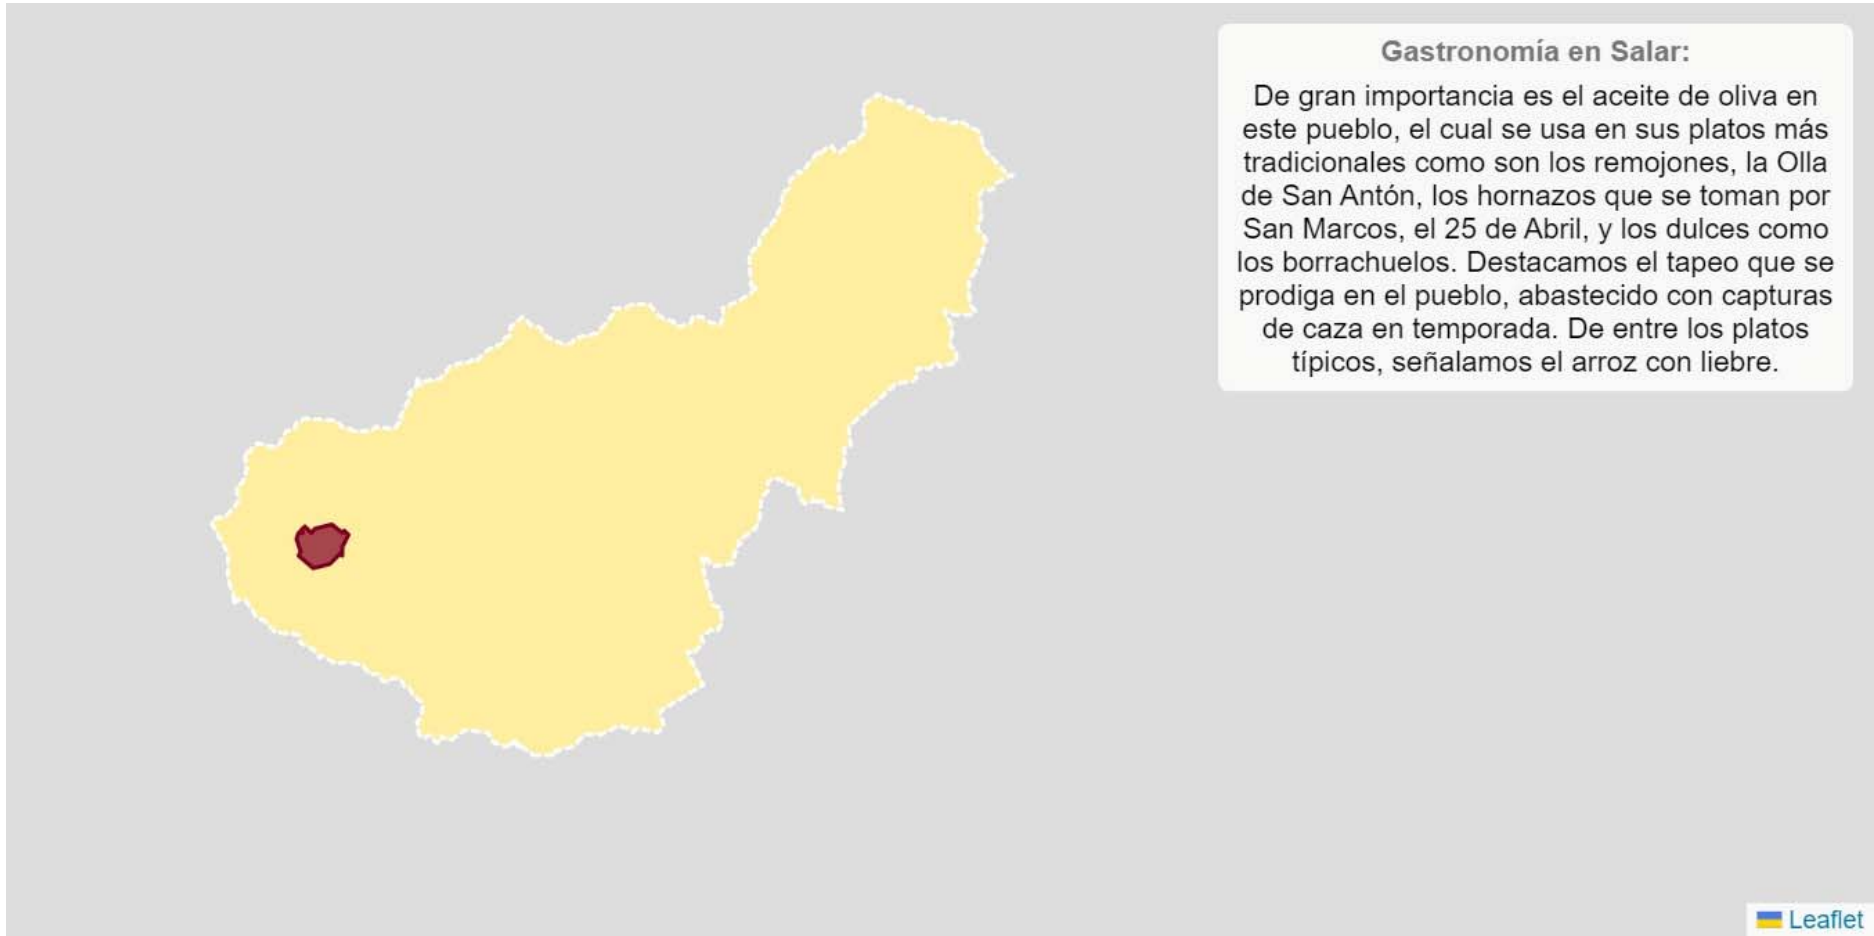 Gastronomía en Salar:
De gran importancia es el aceite de oliva en
este pueblo, el cual se usa en sus platos más
tradicionales como son los remojones, la Olla
de San Antón, los hornazos que se toman por
San Marcos, el 25 de Abril, y los dulces como
los borrachuelos. Destacamos el tapeo que se
prodiga en el pueblo, abastecido con capturas
de caza en temporada. De entre los platos
típicos, señalamos el arroz con liebre.
Leaflet